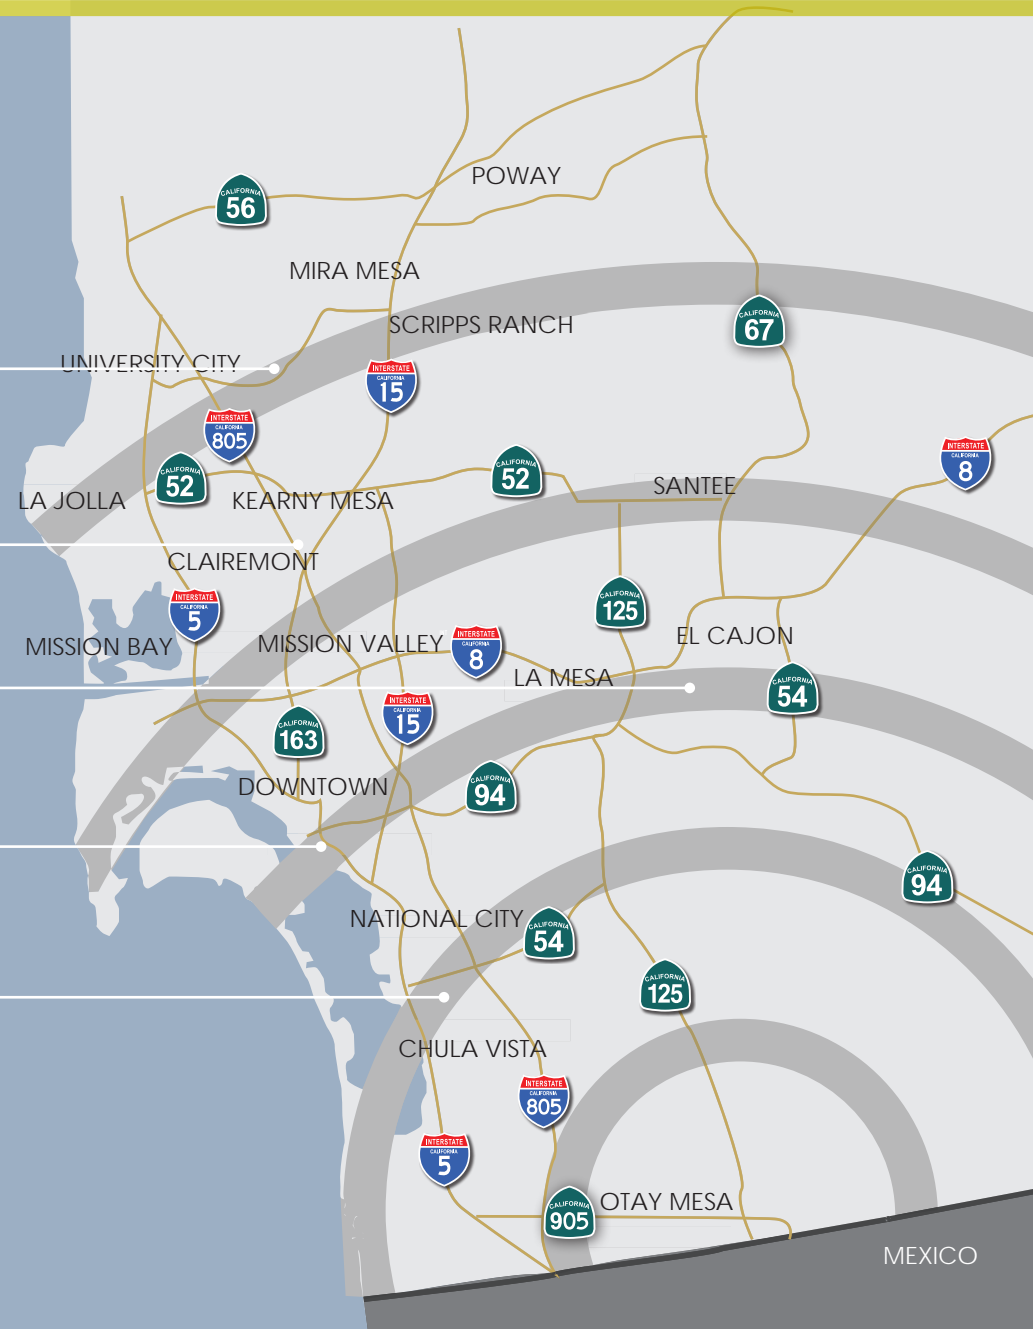 POWAY
CALIFORNIA
56
MIRA MESA
CALIFORNIA
67
SCRIPPS RANCH
UNIVERSITY CITY
INTERSTATE
CALIFORNIA
15
INTERSTATE
CALIFORNIA
805
INTERSTATE
CALIFORNIA
8
CALIFORNIA
52
CALIFORNIA
52
SANTEE
LA JOLLA
KEARNY MESA
CLAIREMONT
CALIFORNIA
125
INTERSTATE
CALIFORNIA
5
EL CAJON
MISSION BAY
MISSION VALLEY
INTERSTATE
CALIFORNIA
8
LA MESA
CALIFORNIA
54
INTERSTATE
CALIFORNIA
15
CALIFORNIA
163
DOWNTOWN
CALIFORNIA
94
CALIFORNIA
94
NATIONAL CITY
CALIFORNIA
54
CALIFORNIA
125
CHULA VISTA
INTERSTATE
CALIFORNIA
805
INTERSTATE
CALIFORNIA
5
CALIFORNIA
905
OTAY MESA
MEXICO